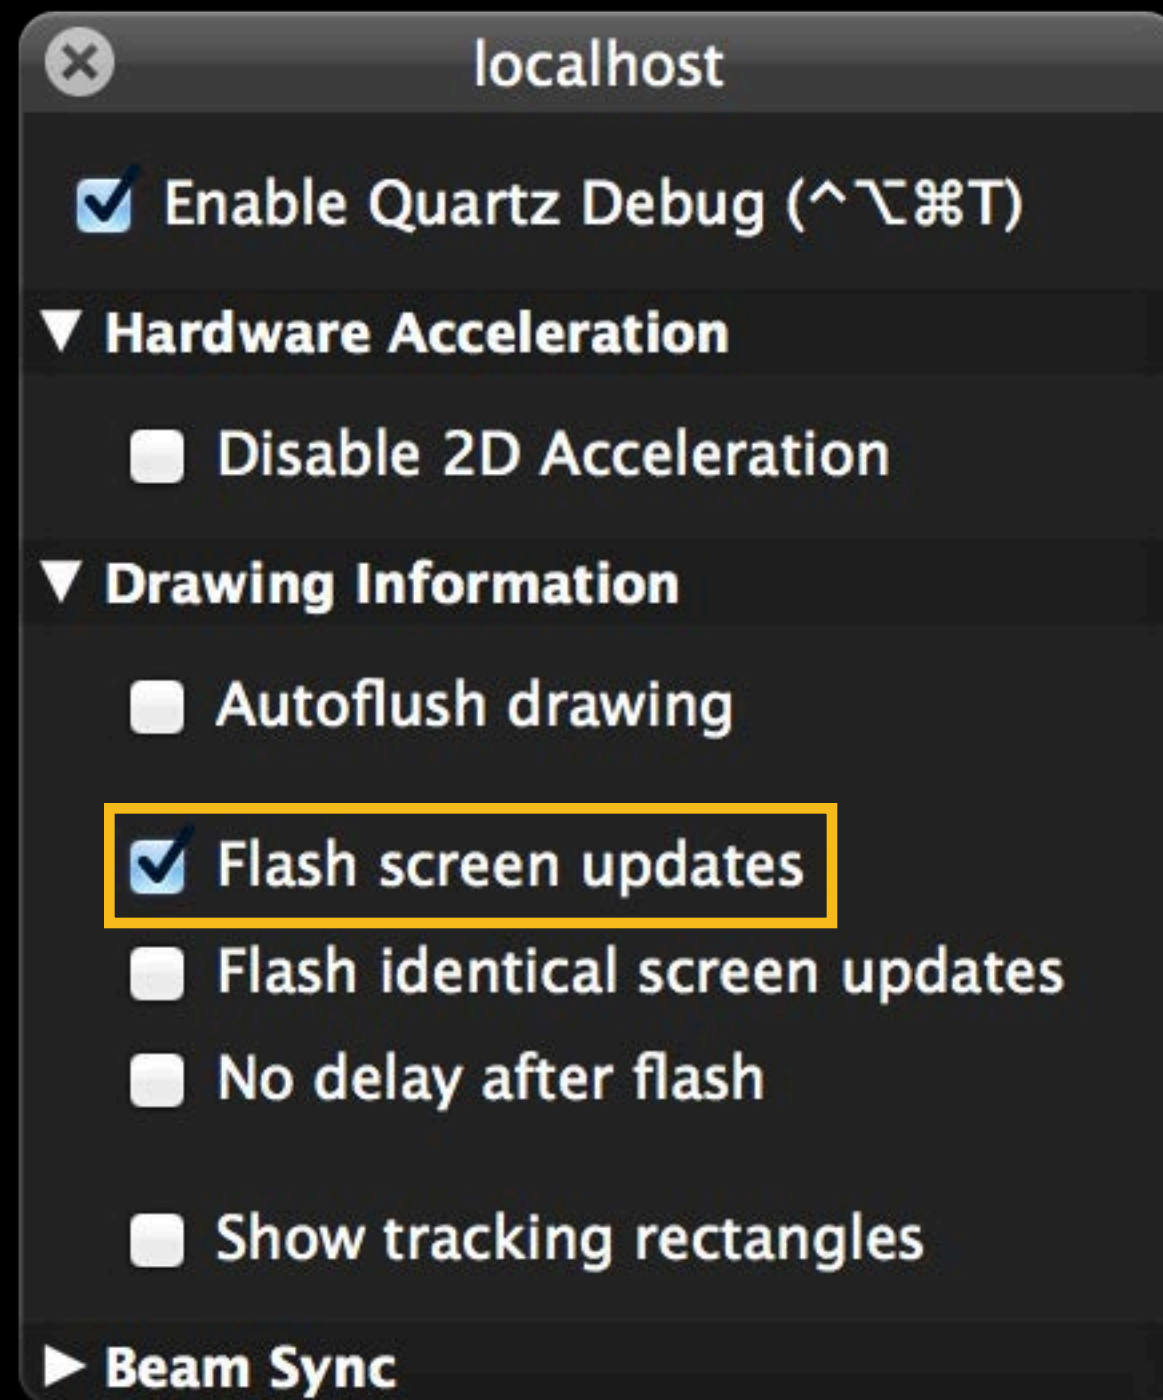 localhost
Enable Quartz Debug (^⌥⌘T)
Hardware Acceleration
Disable 2D Acceleration
Drawing Information
Autoflush drawing
Flash screen updates
Flash identical screen updates
No delay after flash
Show tracking rectangles
Beam Sync